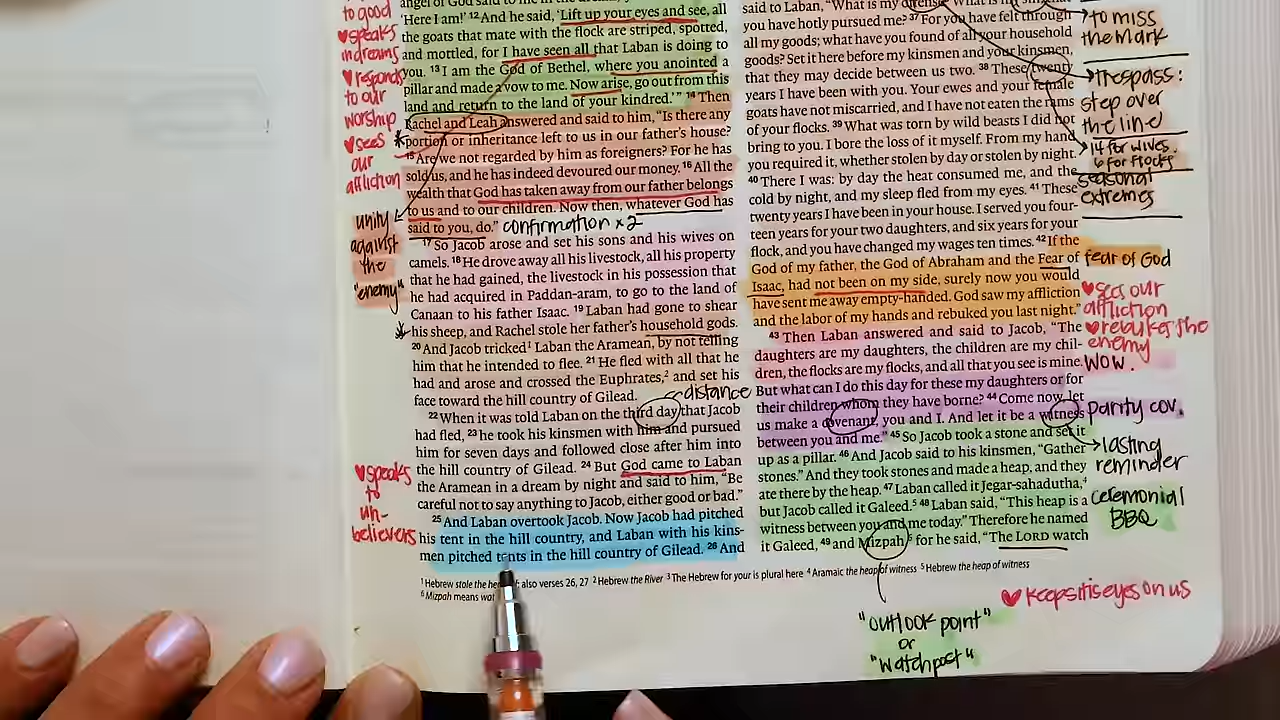 to good
♥speaks
in dreams
♥responds
to our
worship
♥sees
our
affliction
unity
against
the
"enemy"
♥speaks
to
un-
believers
angel of God said to me in the dream,
'Here I am!' 12 And he said, 'Lift up your eyes and see, all
the goats that mate with the flock are striped, spotted,
and mottled, for I have seen all that Laban is doing to
you. 13 I am the God of Bethel, where you anointed a
pillar and made a vow to me. Now arise, go out from this
land and return to the land of your kindred.'" 14 Then
Rachel and Leah answered and said to him, "Is there any
portion or inheritance left to us in our father's house?
15 Are we not regarded by him as foreigners? For he has
sold us, and he has indeed devoured our money. 16 All the
wealth that God has taken away from our father belongs
to us and to our children. Now then, whatever God has
said to you, do." confirmation x2
17 So Jacob arose and set his sons and his wives on
camels. 18 He drove away all his livestock, all his property
that he had gained, the livestock in his possession that
he had acquired in Paddan-aram, to go to the land of
Canaan to his father Isaac. 19 Laban had gone to shear
his sheep, and Rachel stole her father's household gods.
20 And Jacob tricked1 Laban the Aramean, by not telling
him that he intended to flee. 21 He fled with all that he
had and arose and crossed the Euphrates,2 and set his
face toward the hill country of Gilead.
distance
22 When it was told Laban on the third day that Jacob
had fled, 23 he took his kinsmen with him and pursued
him for seven days and followed close after him into
the hill country of Gilead. 24 But God came to Laban
the Aramean in a dream by night and said to him, "Be
careful not to say anything to Jacob, either good or bad."
25 And Laban overtook Jacob. Now Jacob had pitched
his tent in the hill country, and Laban with his kins-
men pitched tents in the hill country of Gilead. 26 And
said to Laban, "What is my offense? What is my
you have hotly pursued me? 37 For you have felt through
all my goods; what have you found of all your household
goods? Set it here before my kinsmen and your kinsmen,
that they may decide between us two. 38 These twenty
years I have been with you. Your ewes and your female
goats have not miscarried, and I have not eaten the rams
of your flocks. 39 What was torn by wild beasts I did not
bring to you. I bore the loss of it myself. From my hand
you required it, whether stolen by day or stolen by night.
40 There I was: by day the heat consumed me, and the
cold by night, and my sleep fled from my eyes. 41 These
twenty years I have been in your house. I served you four-
teen years for your two daughters, and six years for your
flock, and you have changed my wages ten times. 42 If the
God of my father, the God of Abraham and the Fear of
Isaac, had not been on my side, surely now you would
have sent me away empty-handed. God saw my affliction
and the labor of my hands and rebuked you last night."
43 Then Laban answered and said to Jacob, "The
daughters are my daughters, the children are my chil-
dren, the flocks are my flocks, and all that you see is mine.
But what can I do this day for these my daughters or for
their children whom they have borne? 44 Come now, let
us make a covenant, you and I. And let it be a witness
between you and me." 45 So Jacob took a stone and set it
up as a pillar. 46 And Jacob said to his kinsmen, "Gather
stones." And they took stones and made a heap, and they
ate there by the heap. 47 Laban called it Jegar-sahadutha,4
but Jacob called it Galeed.5 48 Laban said, "This heap is a
witness between you and me today." Therefore he named
it Galeed, 49 and Mizpah,6 for he said, "The LORD watch
to miss
the mark
trespass:
step over
the line
14 for wives.
6 for flocks
seasonal
extremes
fear of God
♥sees our
affliction
♥rebukes the
enemy
WOW.
parity cov.
lasting
reminder
ceremonial
BBQ
1 Hebrew stole the also verses 26, 27 2 Hebrew the River 3 The Hebrew for your is plural here 4 Aramaic the heap of witness 5 Hebrew the heap of witness
6 Mizpah means
♥keeps His eyes on us
"outlook point"
or
"watchpost"